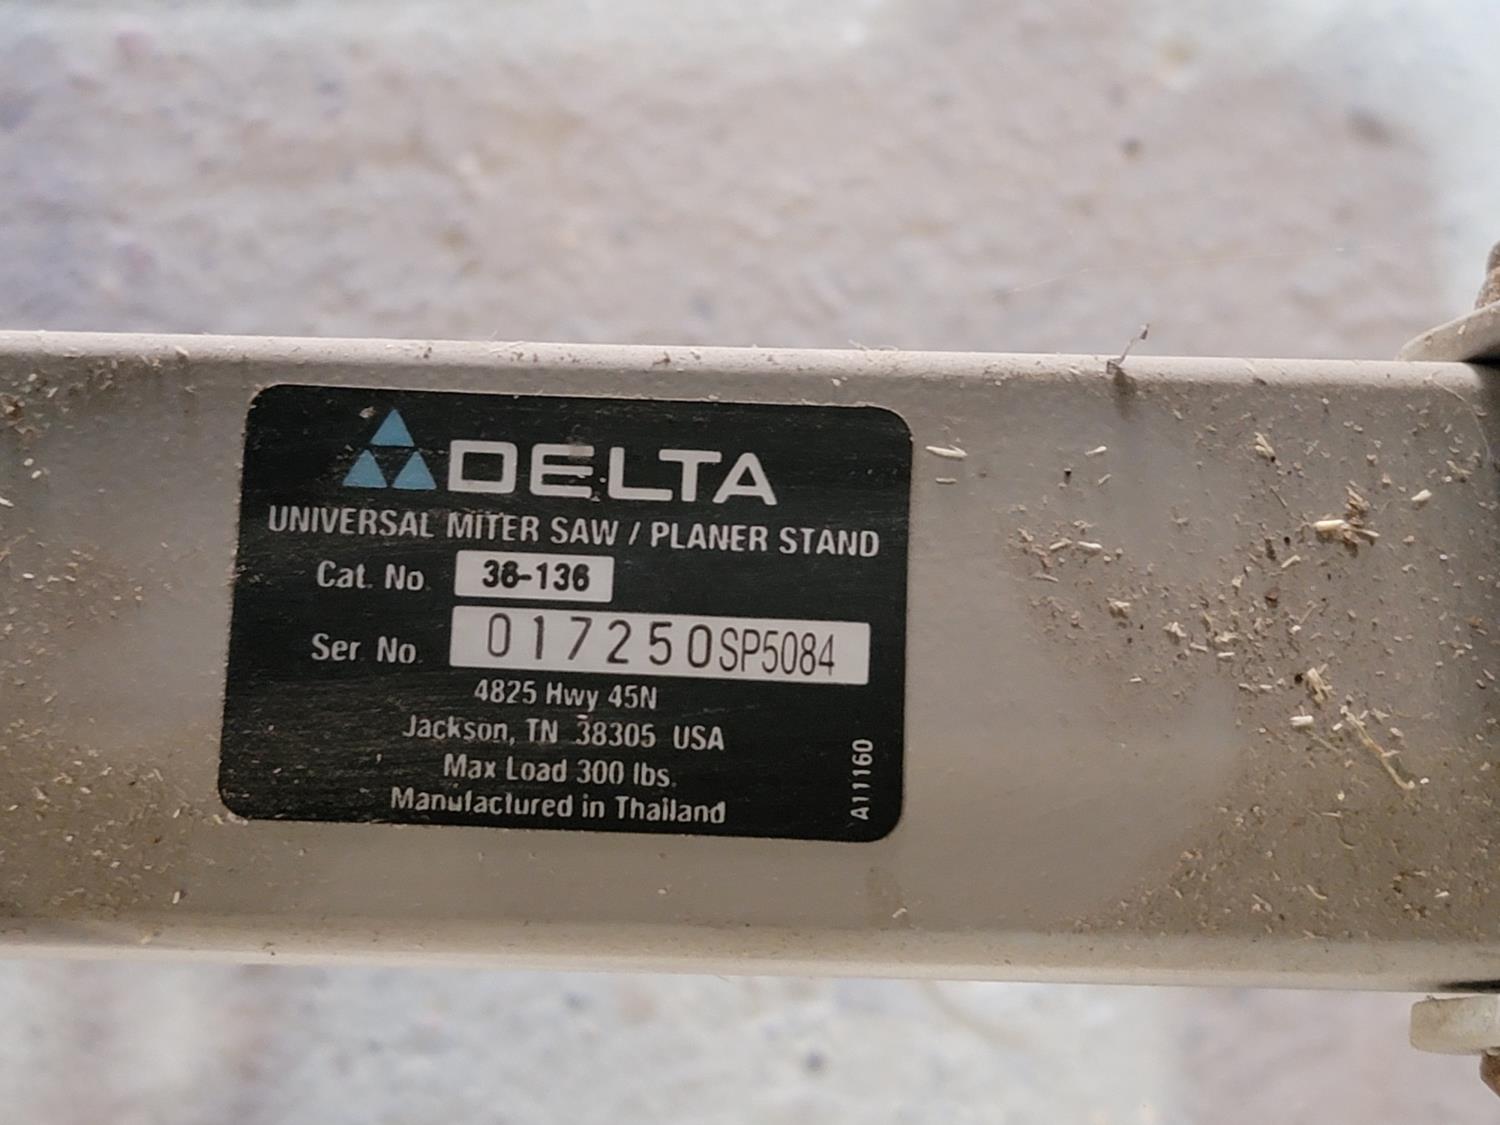 DELTA
UNIVERSAL MITER SAW / PLANER STAND
Cat. No. 36-136
Ser. No. 017250SP5084
4825 Hwy 45N
Jackson, TN 38305 USA
Max Load 300 lbs.
Manufactured in Thailand
A11160